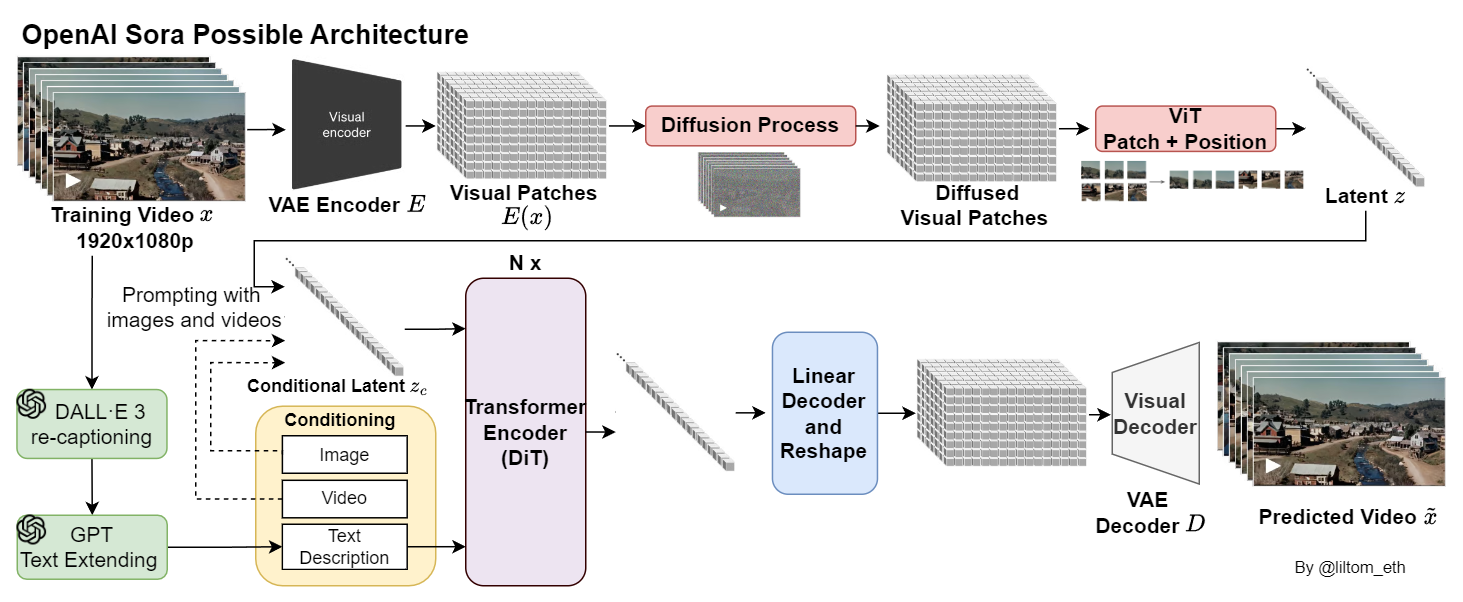 OpenAI Sora Possible Architecture
Visual
encoder
Diffusion Process
ViT
Patch + Position
VAE Encoder E
Visual Patches
E(x)
Diffused
Visual Patches
Latent z
Training Video x
1920x1080p
N x
Prompting with
images and videos
Conditional Latent z_c
DALL·E 3
re-captioning
GPT
Text Extending
Conditioning
Image
Video
Text
Description
Transformer
Encoder
(DiT)
Linear
Decoder
and
Reshape
Visual
Decoder
VAE
Decoder D
Predicted Video x̃
By @liltom_eth